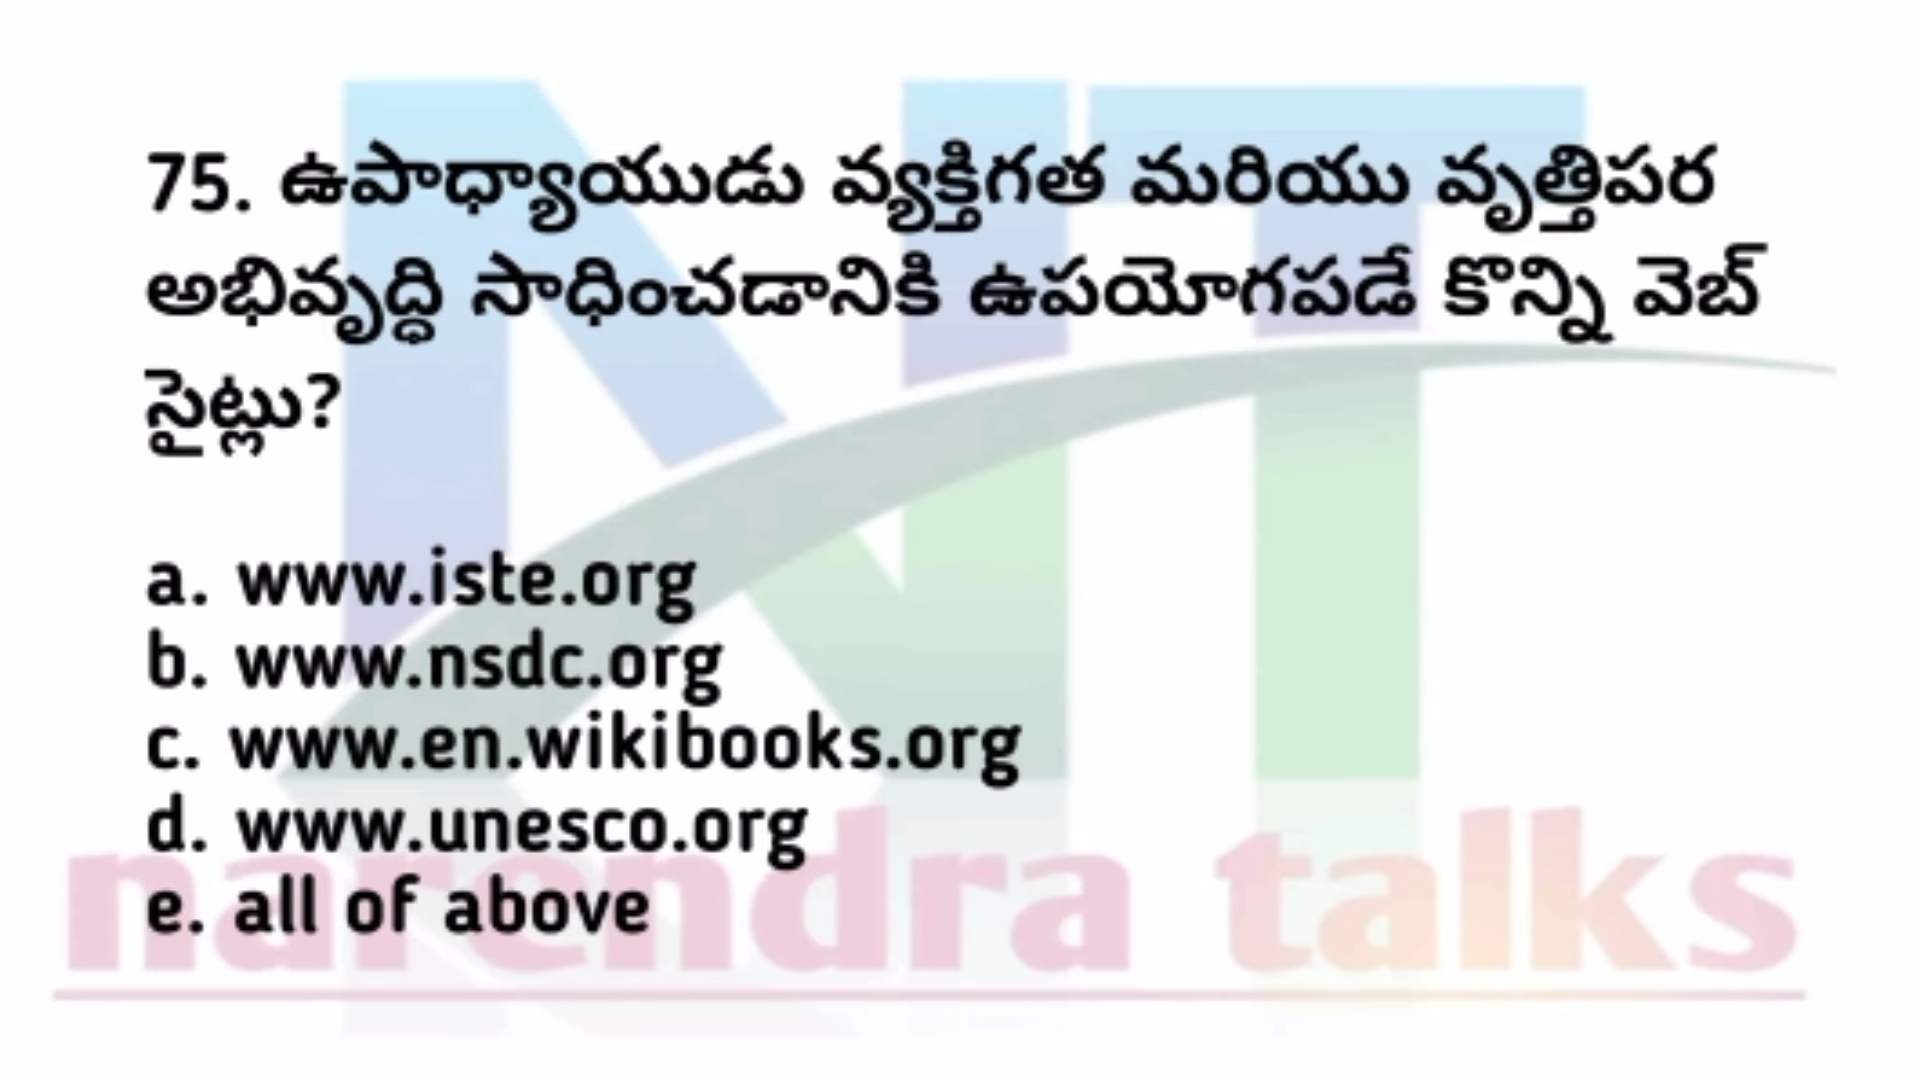 75. ఉపాధ్యాయుడు వ్యక్తిగత మరియు వృత్తిపర
అభివృద్ధి సాధించడానికి ఉపయోగపడే కొన్ని వెబ్
సైట్లు?
a. www.iste.org
b. www.nsdc.org
c. www.en.wikibooks.org
d. www.unesco.org
e. all of above
NT
narendra talks